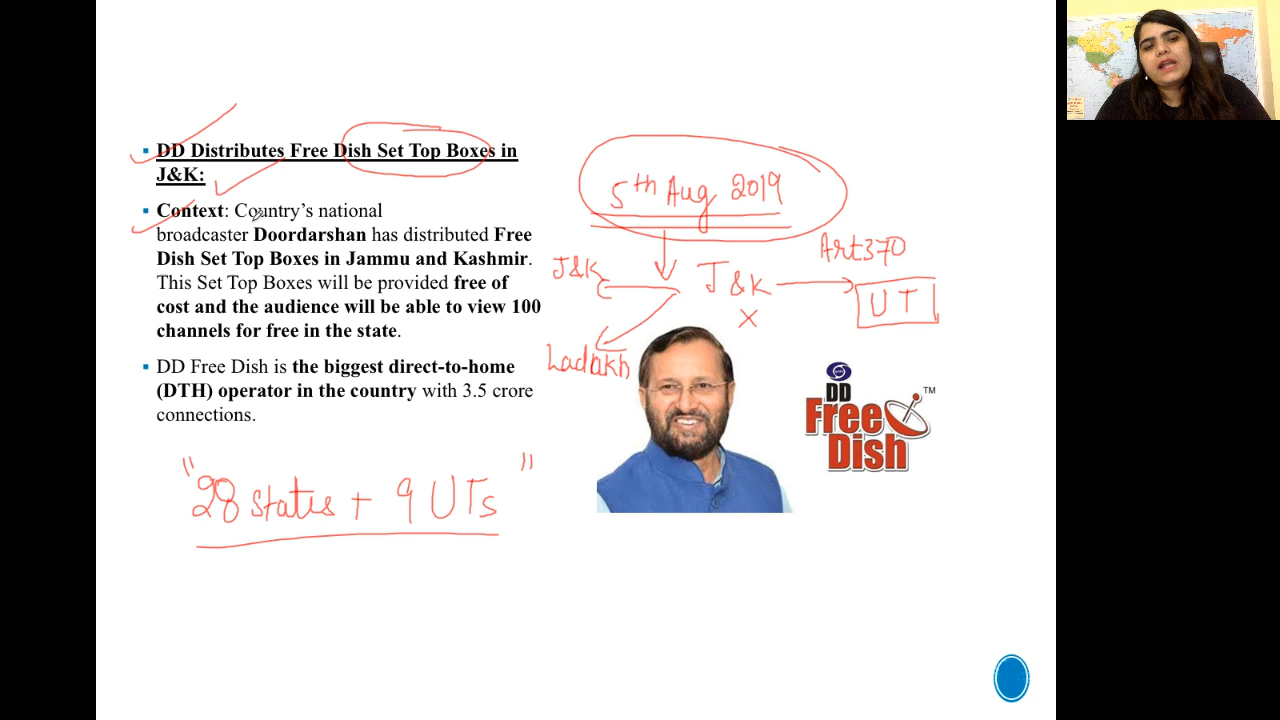 DD Distributes Free Dish Set Top Boxes in
J&K:
Context: Country's national
broadcaster Doordarshan has distributed Free
Dish Set Top Boxes in Jammu and Kashmir.
This Set Top Boxes will be provided free of
cost and the audience will be able to view 100
channels for free in the state.
DD Free Dish is the biggest direct-to-home
(DTH) operator in the country with 3.5 crore
connections.
"28 states + 9 UTs"
5th Aug 2019
Art370
J&K
J&K
UT
X
Ladakh
DD
Free TM
Dish